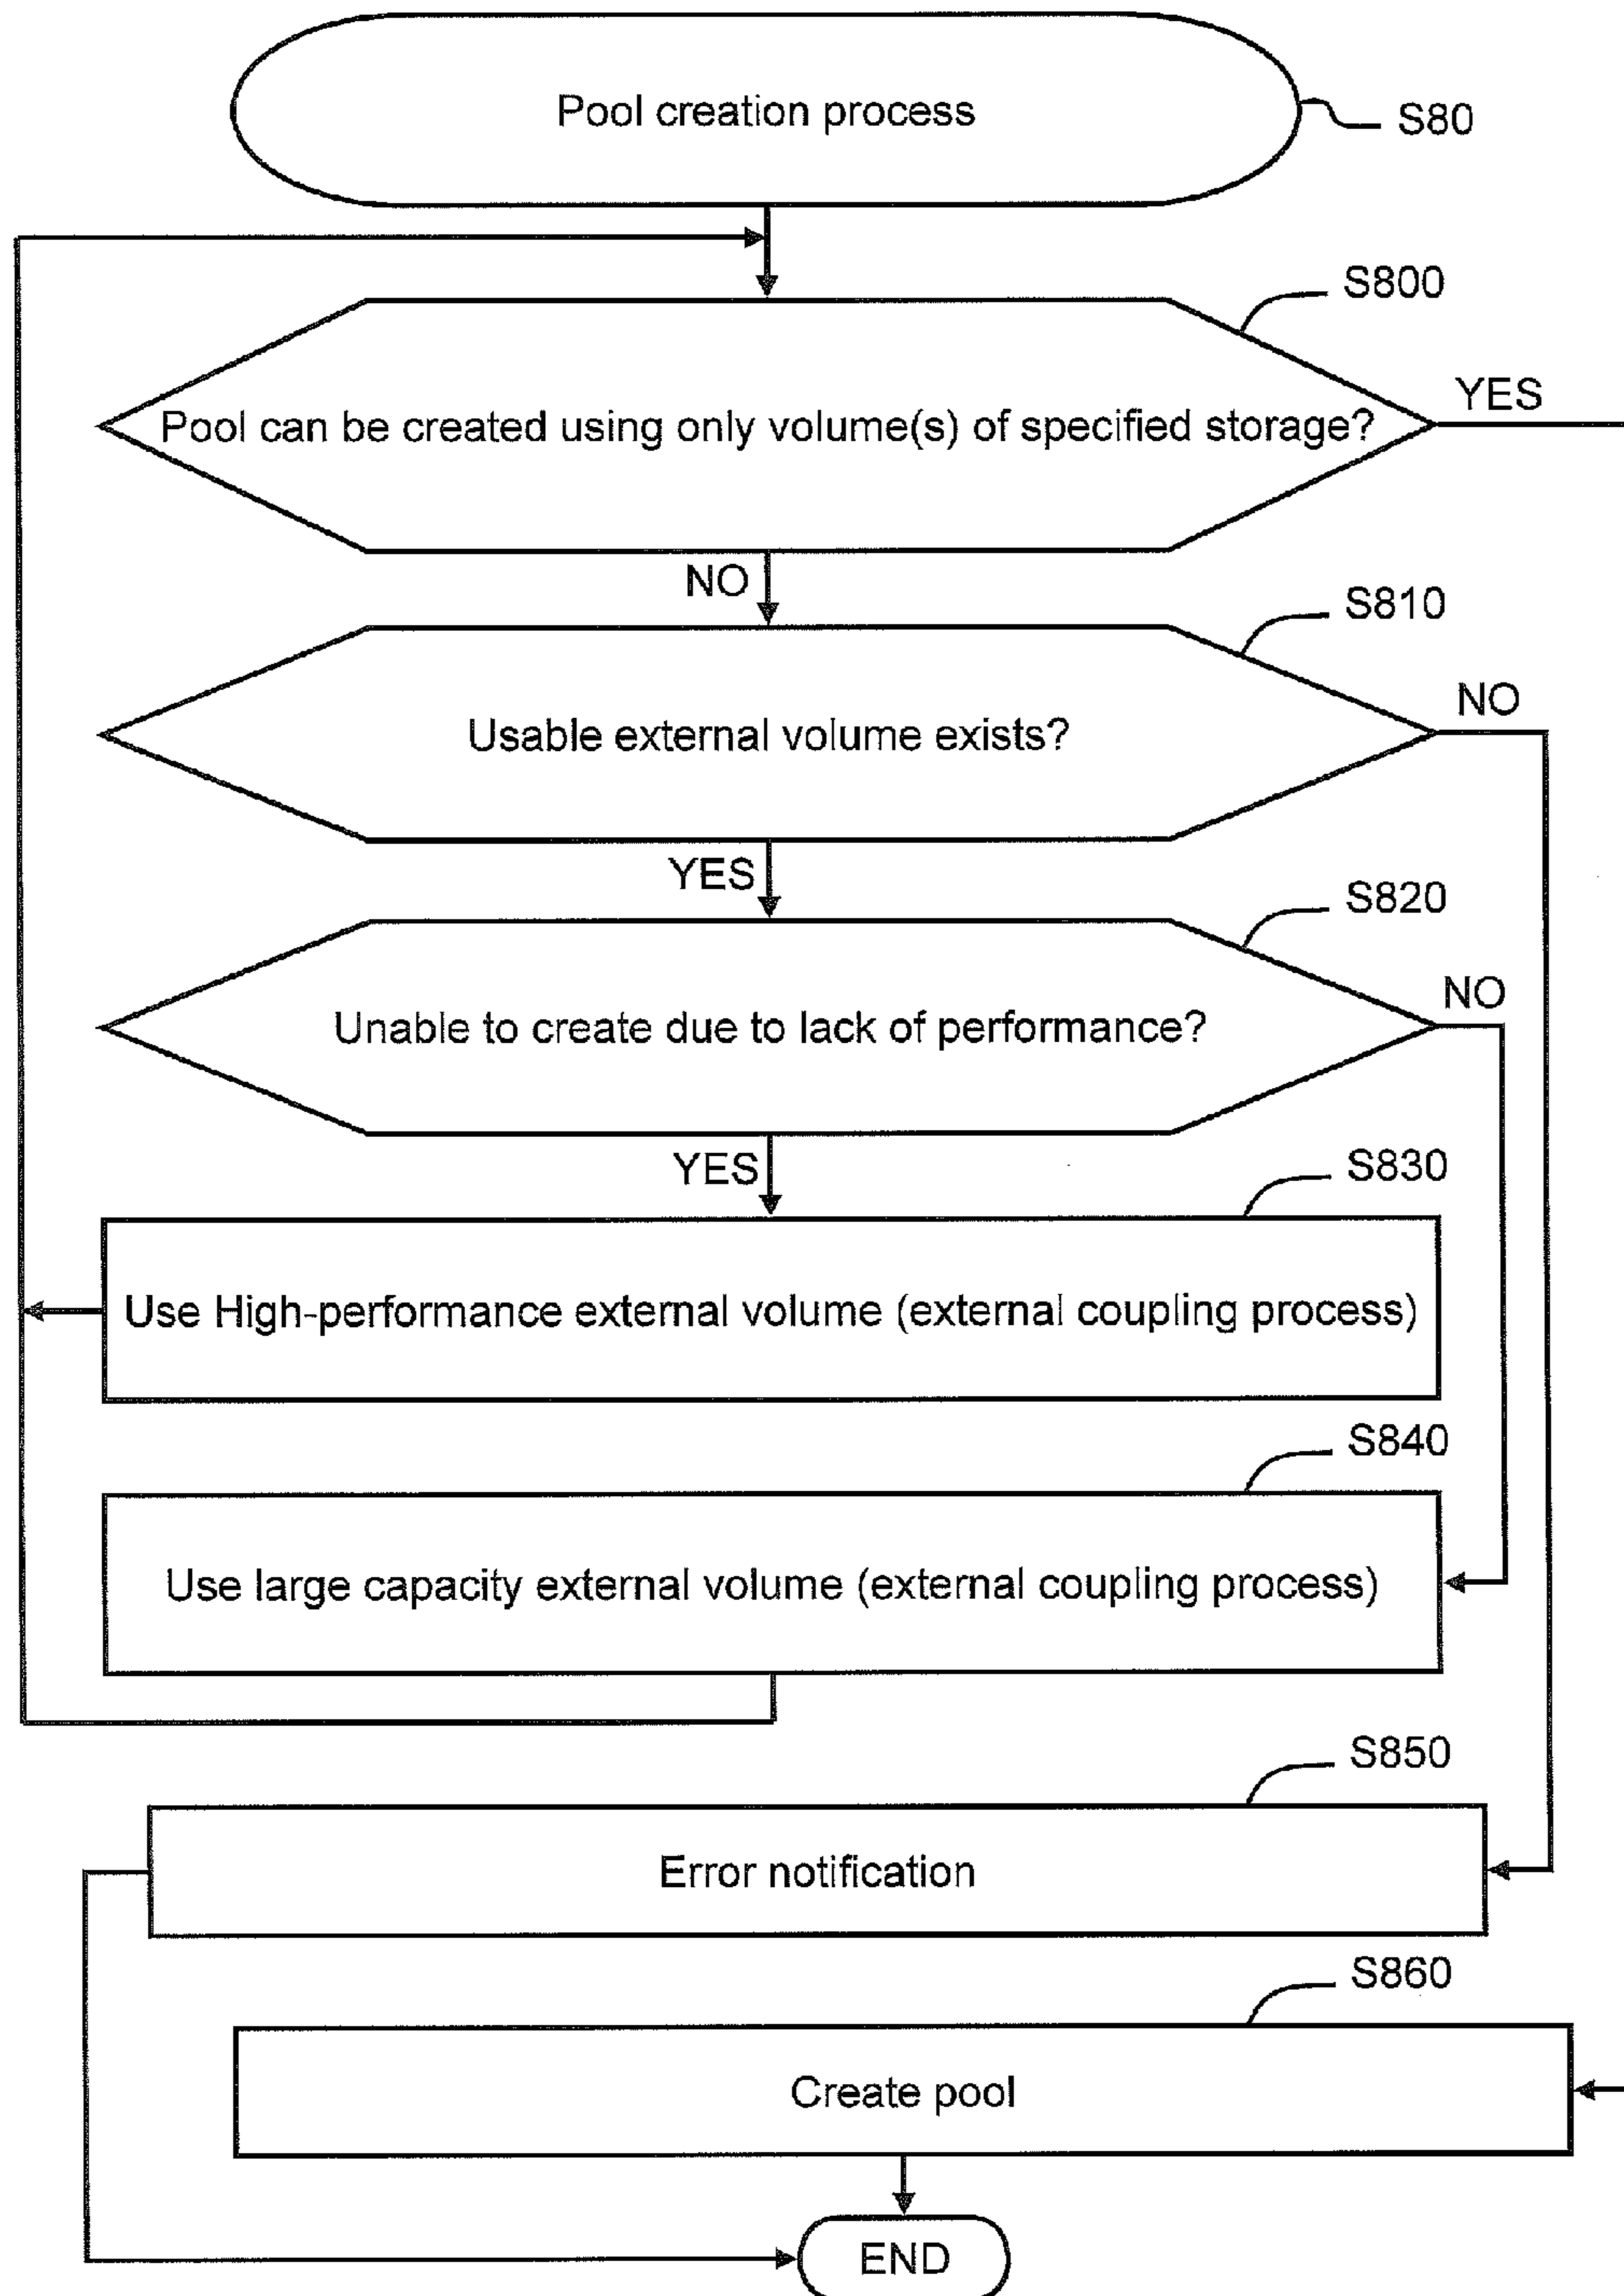 Pool creation process
S80
S800
Pool can be created using only volume(s) of specified storage?
YES
NO
S810
Usable external volume exists?
NO
YES
S820
Unable to create due to lack of performance?
NO
YES
S830
Use High-performance external volume (external coupling process)
S840
Use large capacity external volume (external coupling process)
S850
Error notification
S860
Create pool
END